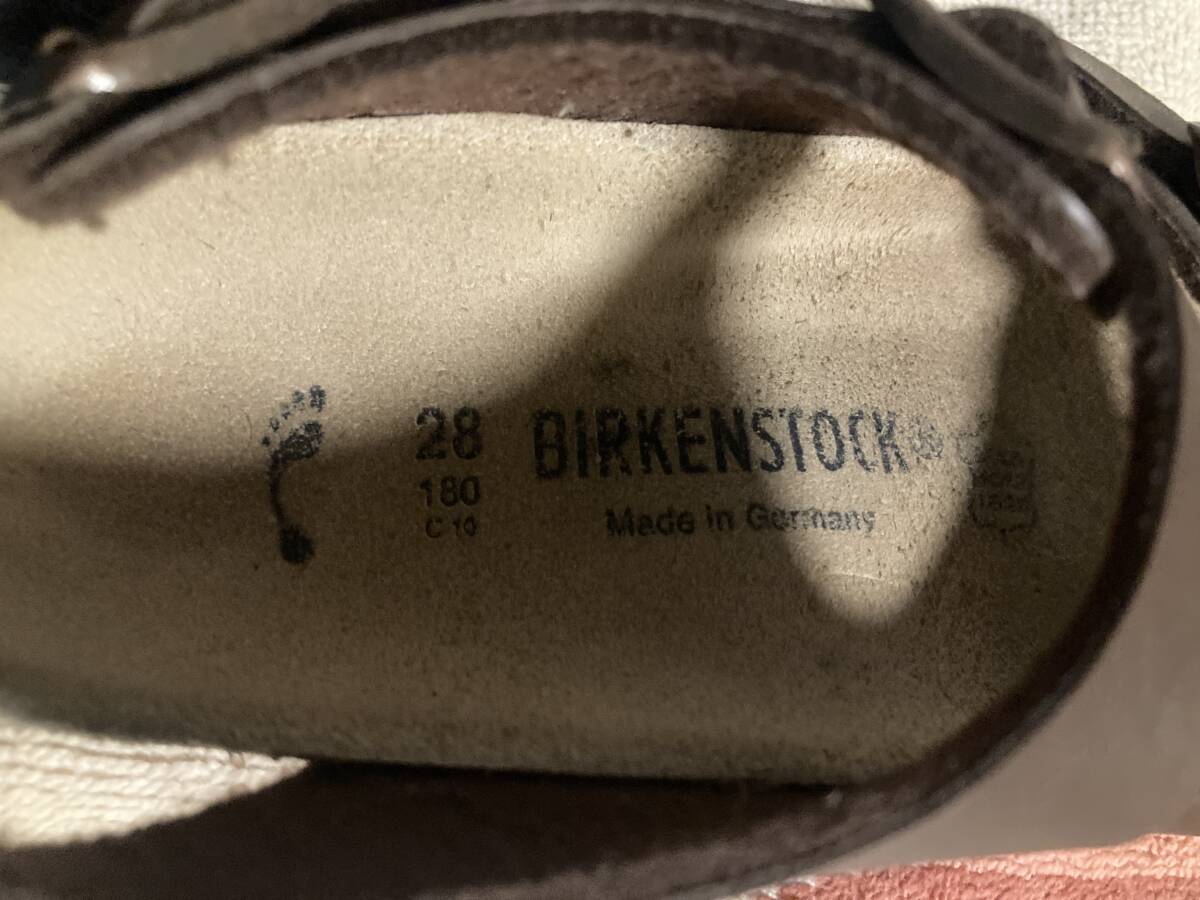 28
180
C 10
BIRKENSTOCK®
Made in Germany